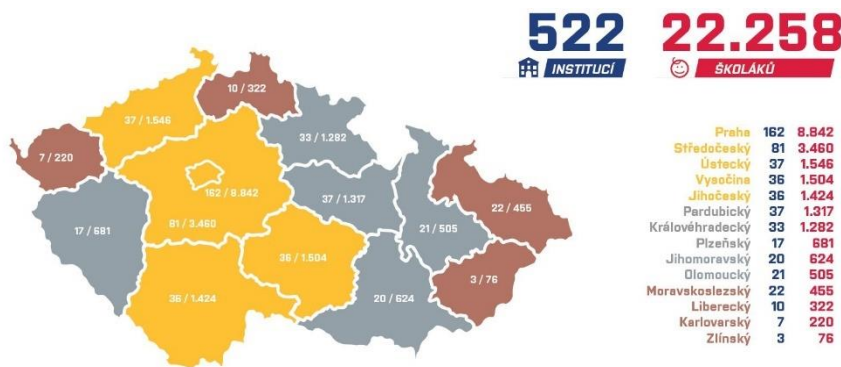 522
INSTITUCÍ
22.258
ŠKOLÁKŮ
10 / 322
37 / 1.546
33 / 1.282
7 / 220
162 / 8.842
37 / 1.317
22 / 455
81 / 3.460
21 / 505
17 / 681
36 / 1.504
3 / 76
36 / 1.424
20 / 624
Praha 162 8.842
Středočeský 81 3.460
Ústecký 37 1.546
Vysočina 36 1.504
Jihočeský 36 1.424
Pardubický 37 1.317
Královéhradecký 33 1.282
Plzeňský 17 681
Jihomoravský 20 624
Olomoucký 21 505
Moravskoslezský 22 455
Liberecký 10 322
Karlovarský 7 220
Zlínský 3 76